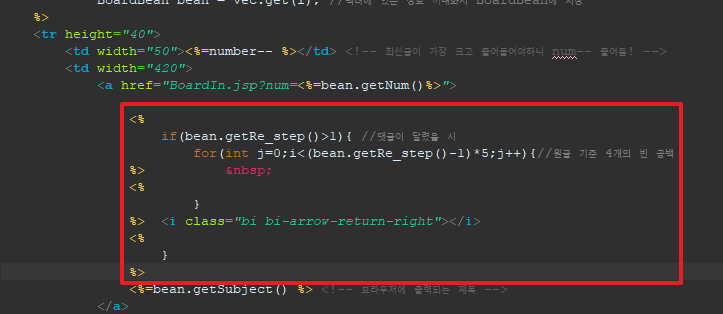 BoardBean bean = vec.get(i); //벡터에 있는 정보 꺼내와서 BoardBean에 저장
%>
<tr height="40">
<td width="50"><%=number-- %></td> <!-- 최신글이 가장 크고 줄어들어야하니 num-- 줄어듬! -->
<td width="420">
<a href="BoardIn.jsp?num=<%=bean.getNum()%>">
<%
if(bean.getRe_step()>1){ //댓글이 달렸을 시
for(int j=0;i<(bean.getRe_step()-1)*5;j++){//원글 기준 4개의 빈 공백
%> &nbsp;
<%
}
%> <i class="bi bi-arrow-return-right"></i>
<%
}
%>
<%=bean.getSubject() %> <!-- 브라우저에 출력되는 제목 -->
</a>